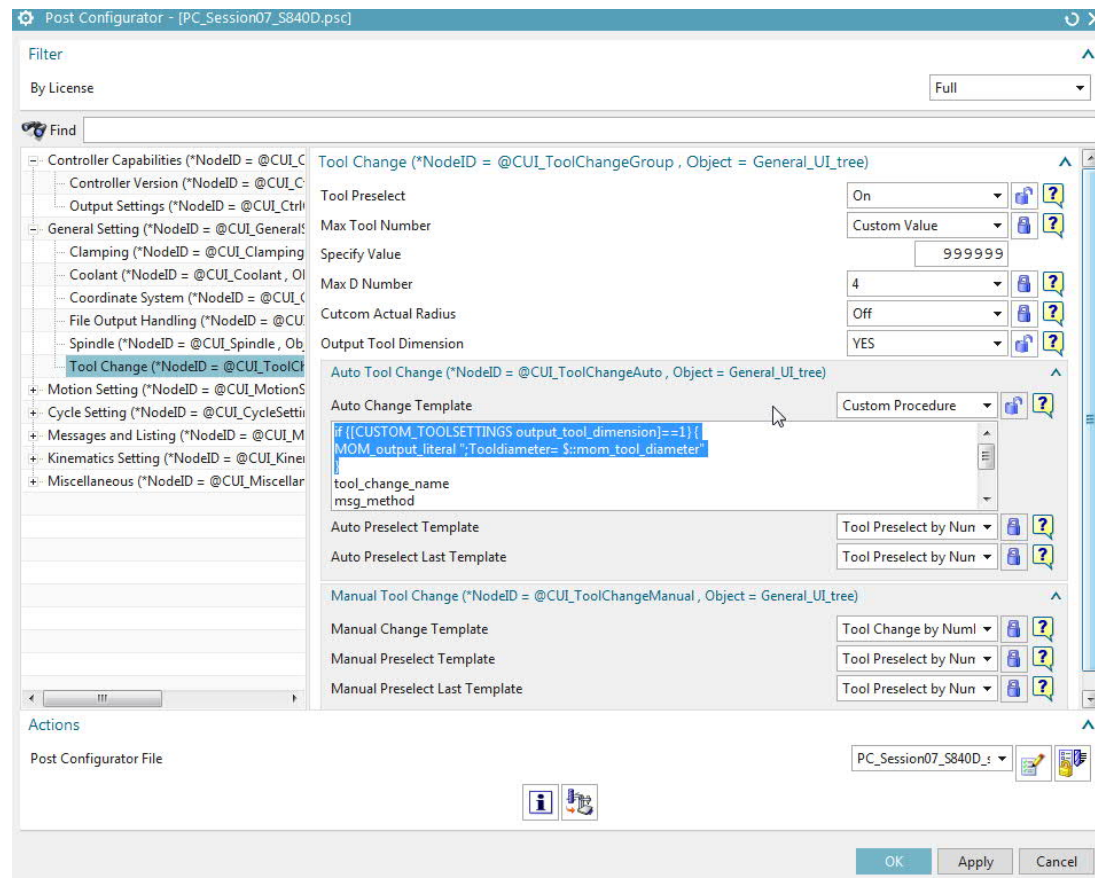 Post Configurator - [PC_Session07_S840D.psc]
Filter
By License
Full
Find
Controller Capabilities (*NodeID = @CUI_C
Controller Version (*NodeID = @CUI_C
Output Settings (*NodeID = @CUI_Ctrl
General Setting (*NodeID = @CUI_GeneralS
Clamping (*NodeID = @CUI_Clamping
Coolant (*NodeID = @CUI_Coolant , Ol
Coordinate System (*NodeID = @CUI_C
File Output Handling (*NodeID = @CU
Spindle (*NodeID = @CUI_Spindle , Ob
Tool Change (*NodeID = @CUI_ToolCh
Motion Setting (*NodeID = @CUI_MotionS
Cycle Setting (*NodeID = @CUI_CycleSettin
Messages and Listing (*NodeID = @CUI_M
Kinematics Setting (*NodeID = @CUI_Kinei
Miscellaneous (*NodeID = @CUI_Miscellar
Tool Change (*NodeID = @CUI_ToolChangeGroup , Object = General_UI_tree)
Tool Preselect
On
Max Tool Number
Custom Value
Specify Value
999999
Max D Number
4
Cutcom Actual Radius
Off
Output Tool Dimension
YES
Auto Tool Change (*NodeID = @CUI_ToolChangeAuto , Object = General_UI_tree)
Auto Change Template
Custom Procedure
if {[CUSTOM_TOOLSETTINGS output_tool_dimension]==1} {
MOM_output_literal ";Tooldiameter= $::mom_tool_diameter"
}
tool_change_name
msg_method
Auto Preselect Template
Tool Preselect by Nun
Auto Preselect Last Template
Tool Preselect by Nun
Manual Tool Change (*NodeID = @CUI_ToolChangeManual , Object = General_UI_tree)
Manual Change Template
Tool Change by Numl
Manual Preselect Template
Tool Preselect by Nun
Manual Preselect Last Template
Tool Preselect by Nun
Actions
Post Configurator File
PC_Session07_S840D_s
OK
Apply
Cancel